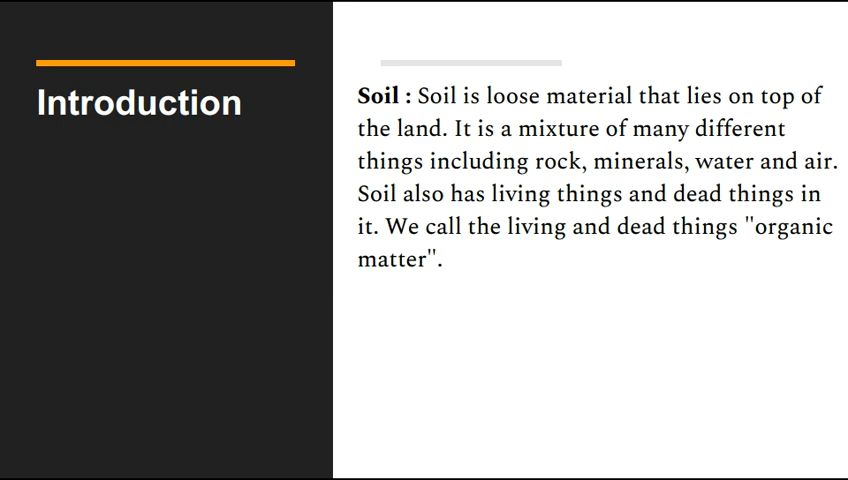 Introduction
Soil : Soil is loose material that lies on top of
the land. It is a mixture of many different
things including rock, minerals, water and air.
Soil also has living things and dead things in
it. We call the living and dead things "organic
matter".